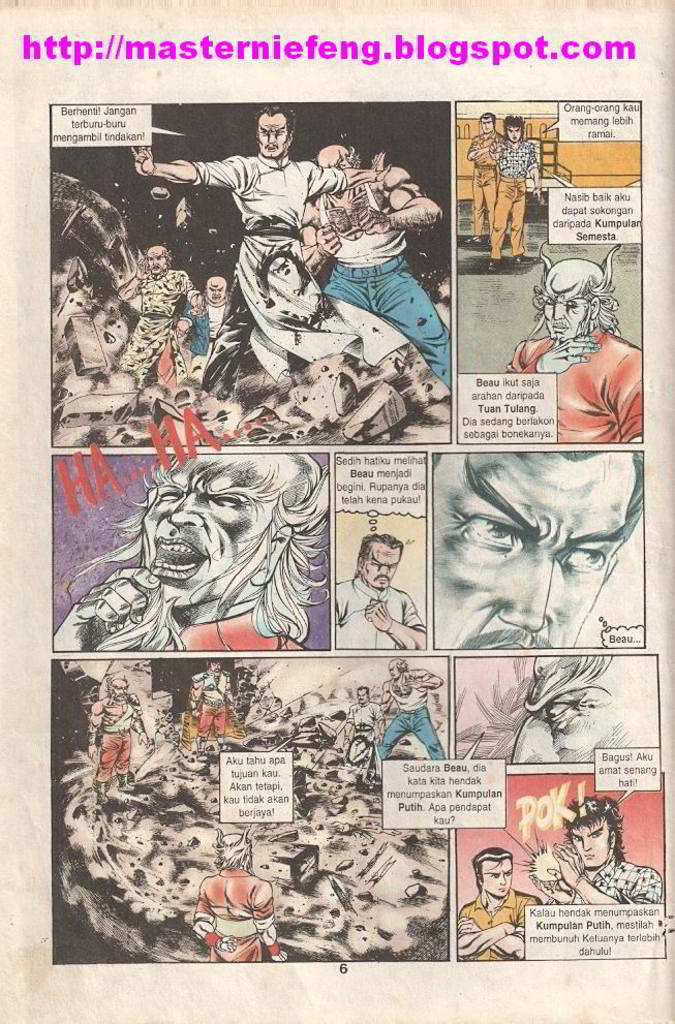 http://masterniefeng.blogspot.com
Berhenti! Jangan
terburu-buru
mengambil tindakan!
Orang-orang kau
memang lebih
ramai.
Nasib baik aku
dapat sokongan
daripada Kumpulan
Semesta.
Beau ikut saja
arahan daripada
Tuan Tulang.
Dia sedang berlakon
sebagai bonekanya.
HA....HA....
Sedih hatiku melihat
Beau menjadi
begini. Rupanya dia
telah kena pukau!
Beau...
Aku tahu apa
tujuan kau.
Akan tetapi,
kau tidak akan
berjaya!
Saudara Beau, dia
kata kita hendak
menumpaskan Kumpulan
Putih. Apa pendapat
kau?
Bagus! Aku
amat senang
hati!
POK!
Kalau hendak menumpaskan
Kumpulan Putih, mestilah
membunuh Ketuanya terlebih
dahulu!
6